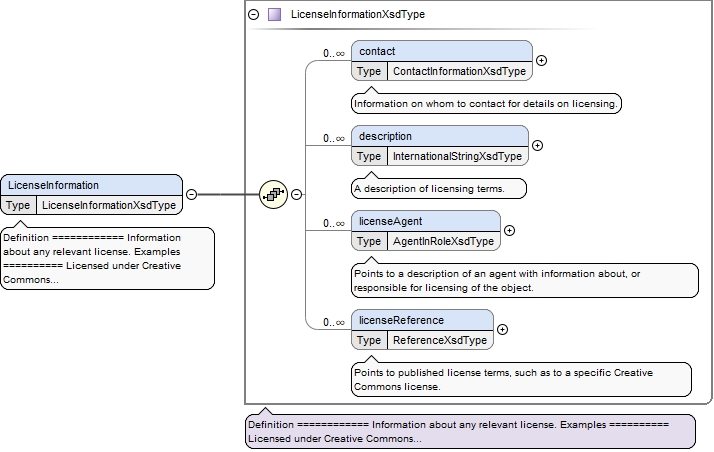 LicenseInformationXsdType
0..∞
contact
Type ContactInformationXsdType
Information on whom to contact for details on licensing.
0..∞
description
Type InternationalStringXsdType
A description of licensing terms.
LicenseInformation
Type LicenseInformationXsdType
Definition ============ Information
about any relevant license. Examples
========== Licensed under Creative
Commons...
0..∞
licenseAgent
Type AgentInRoleXsdType
Points to a description of an agent with information about, or
responsible for licensing of the object.
0..∞
licenseReference
Type ReferenceXsdType
Points to published license terms, such as to a specific Creative
Commons license.
Definition ============ Information about any relevant license. Examples ==========
Licensed under Creative Commons...